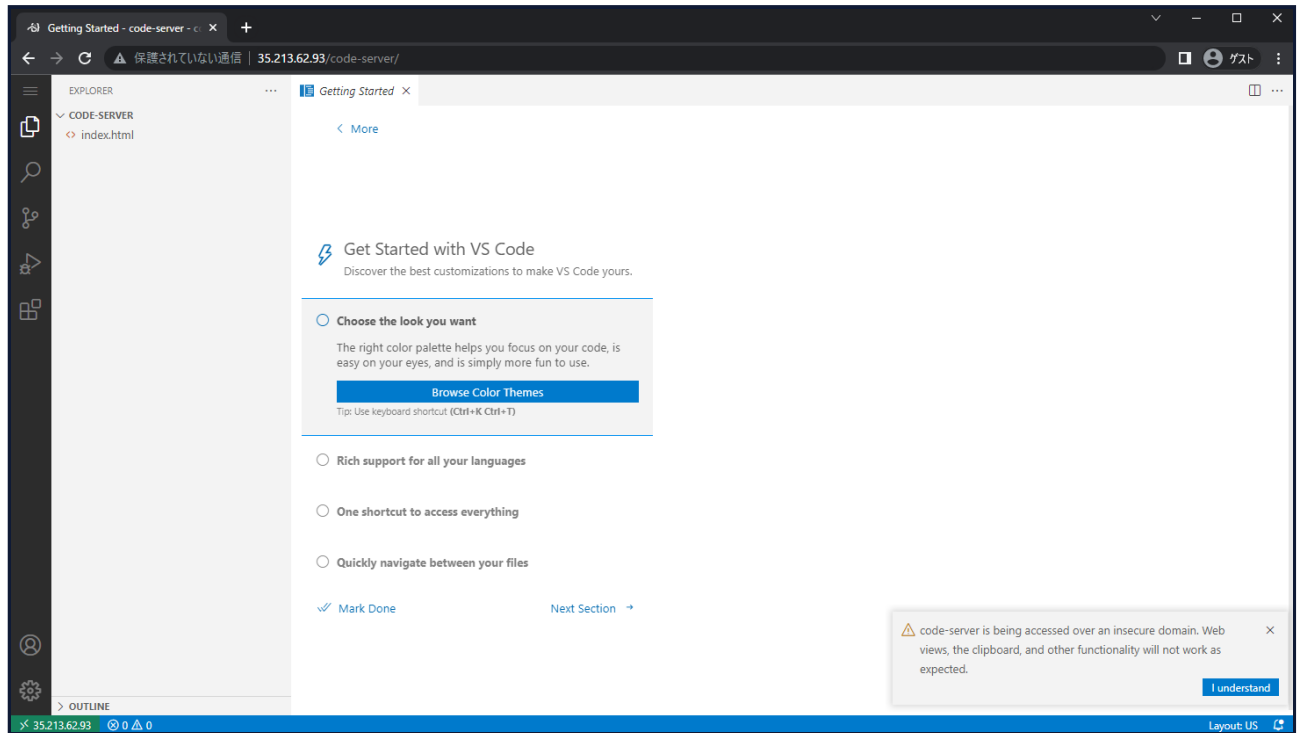 Getting Started - code-server - c
保護されていない通信 | 35.213.62.93/code-server/
ゲスト
EXPLORER
Getting Started
CODE-SERVER
index.html
More
Get Started with VS Code
Discover the best customizations to make VS Code yours.
Choose the look you want
The right color palette helps you focus on your code, is
easy on your eyes, and is simply more fun to use.
Browse Color Themes
Tip: Use keyboard shortcut (Ctrl+K Ctrl+T)
Rich support for all your languages
One shortcut to access everything
Quickly navigate between your files
Mark Done
Next Section
code-server is being accessed over an insecure domain. Web
views, the clipboard, and other functionality will not work as
expected.
I understand
OUTLINE
35.213.62.93
0
0
Layout: US